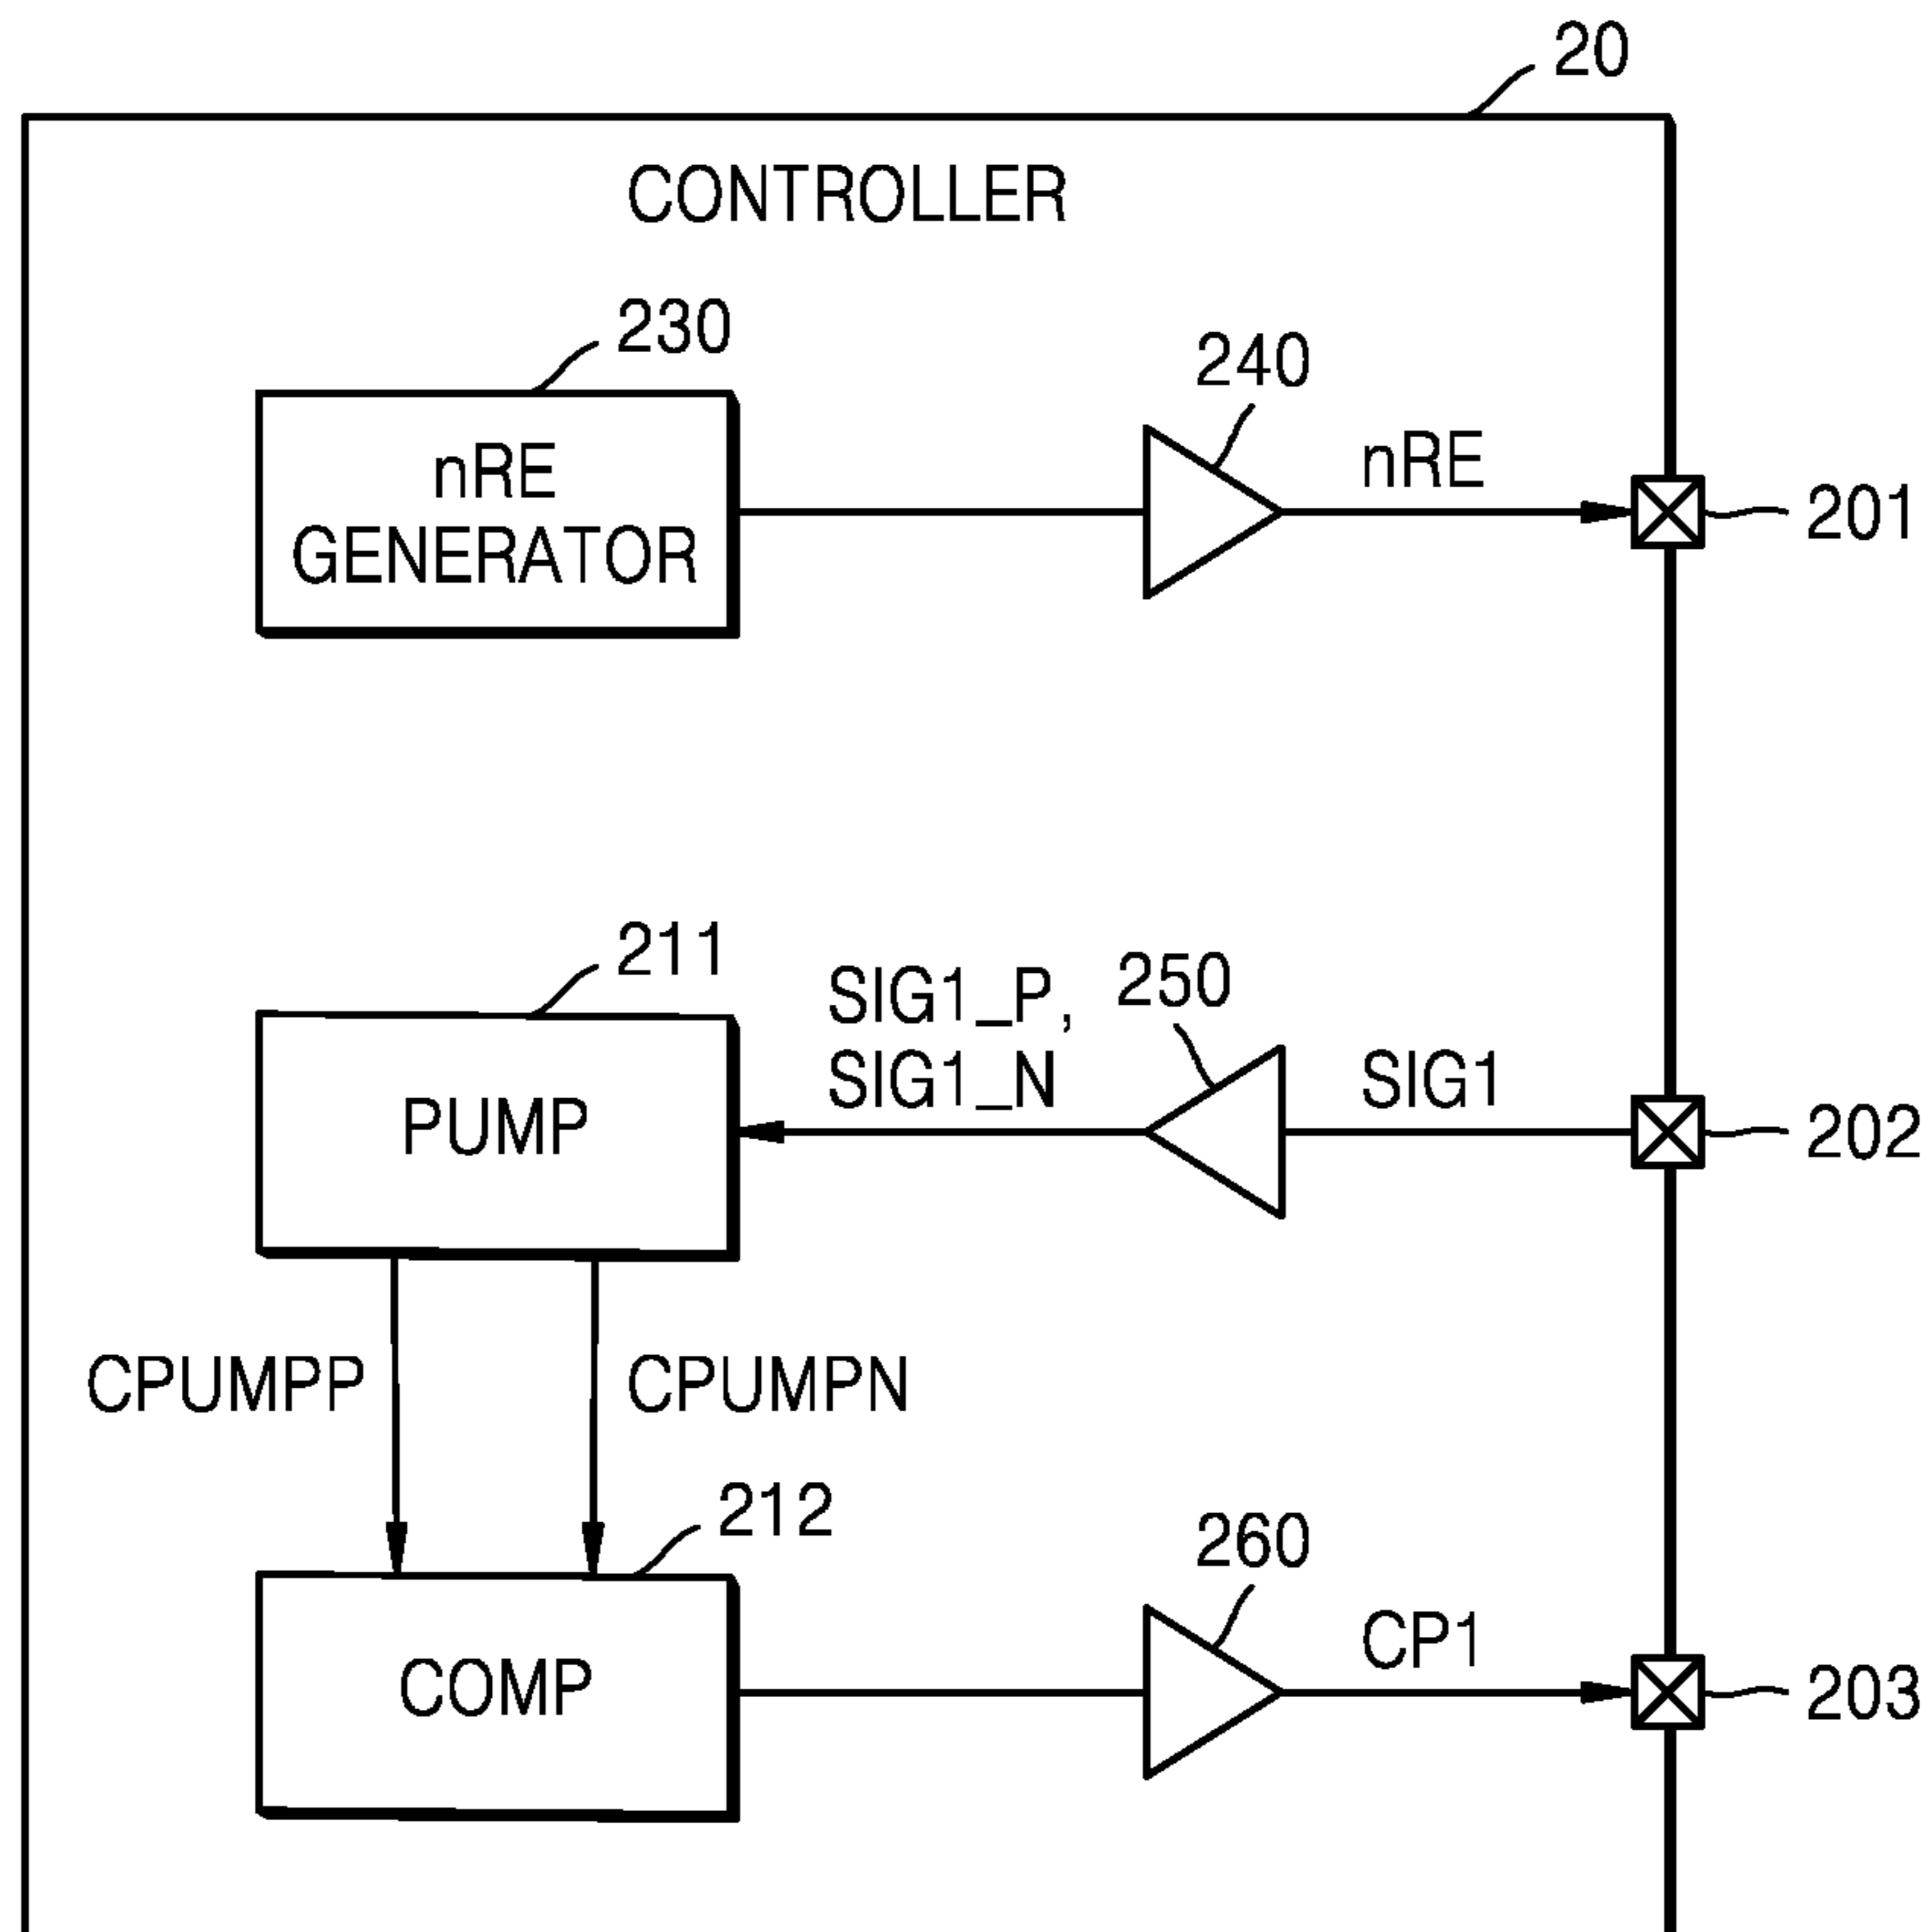 20
CONTROLLER
230
240
nRE
GENERATOR
nRE
201
211
SIG1_P,
SIG1_N
250
SIG1
PUMP
202
CPUMPP
CPUMPN
212
260
COMP
CP1
203